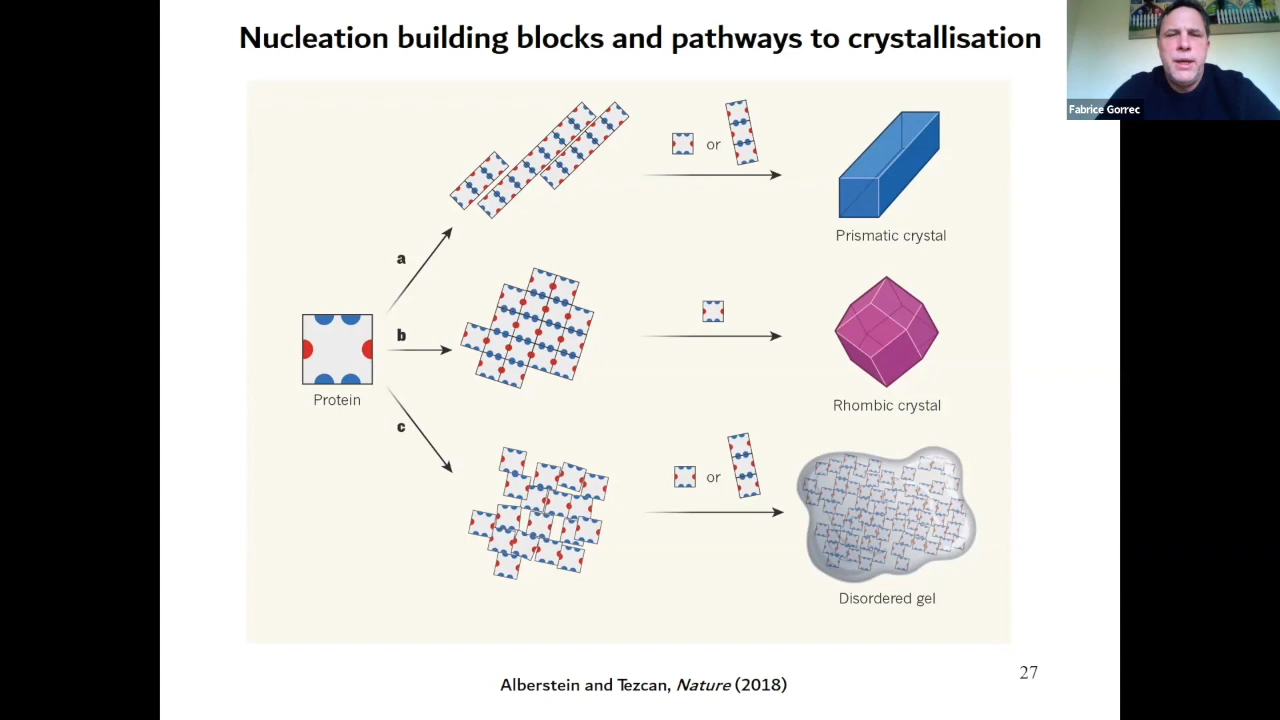 Nucleation building blocks and pathways to crystallisation
Fabrice Gorrec
or
Prismatic crystal
a
b
Protein
Rhombic crystal
c
or
Disordered gel
27
Alberstein and Tezcan, Nature (2018)